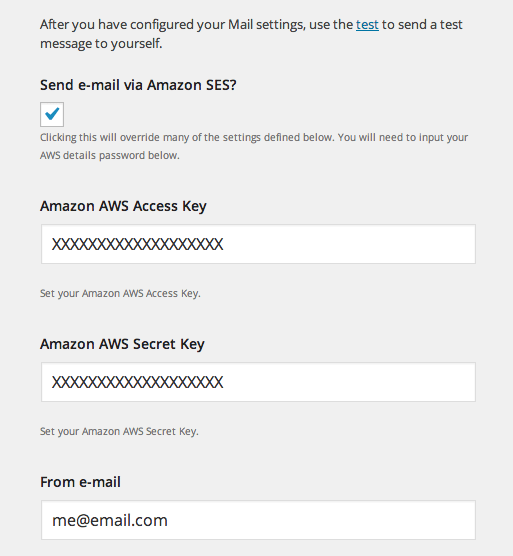 After you have configured your Mail settings, use the test to send a test
message to yourself.
Send e-mail via Amazon SES?
Clicking this will override many of the settings defined below. You will need to input your
AWS details password below.
Amazon AWS Access Key
XXXXXXXXXXXXXXXXXXX
Set your Amazon AWS Access Key.
Amazon AWS Secret Key
XXXXXXXXXXXXXXXXXXX
Set your Amazon AWS Secret Key.
From e-mail
me@email.com